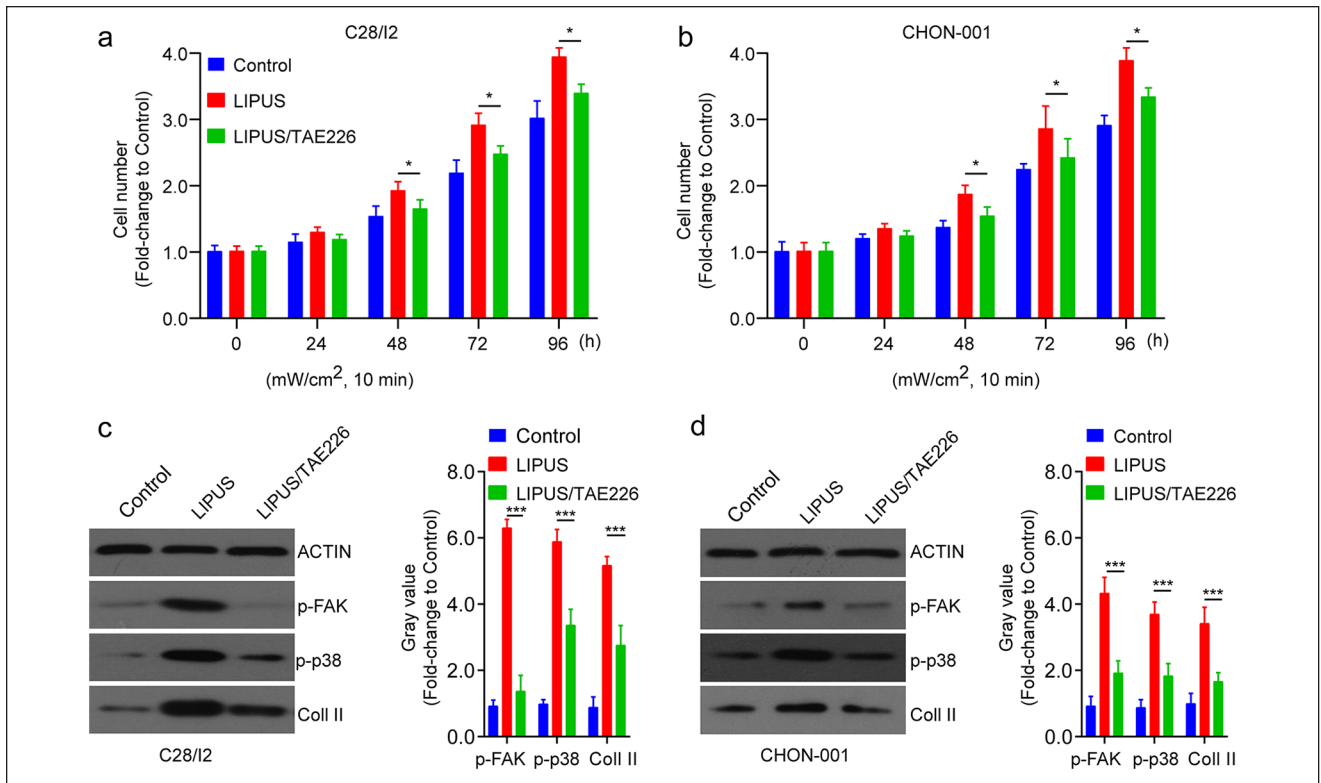 a
C28/I2
Cell number
(Fold-change to Control)
4.0
3.0
2.0
1.0
0.0
Control
LIPUS
LIPUS/TAE226
*
*
*
0 24 48 72 96 (h)
(mW/cm², 10 min)
b
CHON-001
Cell number
(Fold-change to Control)
4.0
3.0
2.0
1.0
0.0
*
*
*
0 24 48 72 96 (h)
(mW/cm², 10 min)
c
Control LIPUS LIPUS/TAE226
ACTIN
p-FAK
p-p38
Coll II
C28/I2
Control
LIPUS
LIPUS/TAE226
Gray value
(Fold-change to Control)
8.0
6.0
4.0
2.0
0.0
*** *** ***
p-FAK p-p38 Coll II
d
Control LIPUS LIPUS/TAE226
ACTIN
p-FAK
p-p38
Coll II
CHON-001
Control
LIPUS
LIPUS/TAE226
Gray value
(Fold-change to Control)
8.0
6.0
4.0
2.0
0.0
*** *** ***
p-FAK p-p38 Coll II